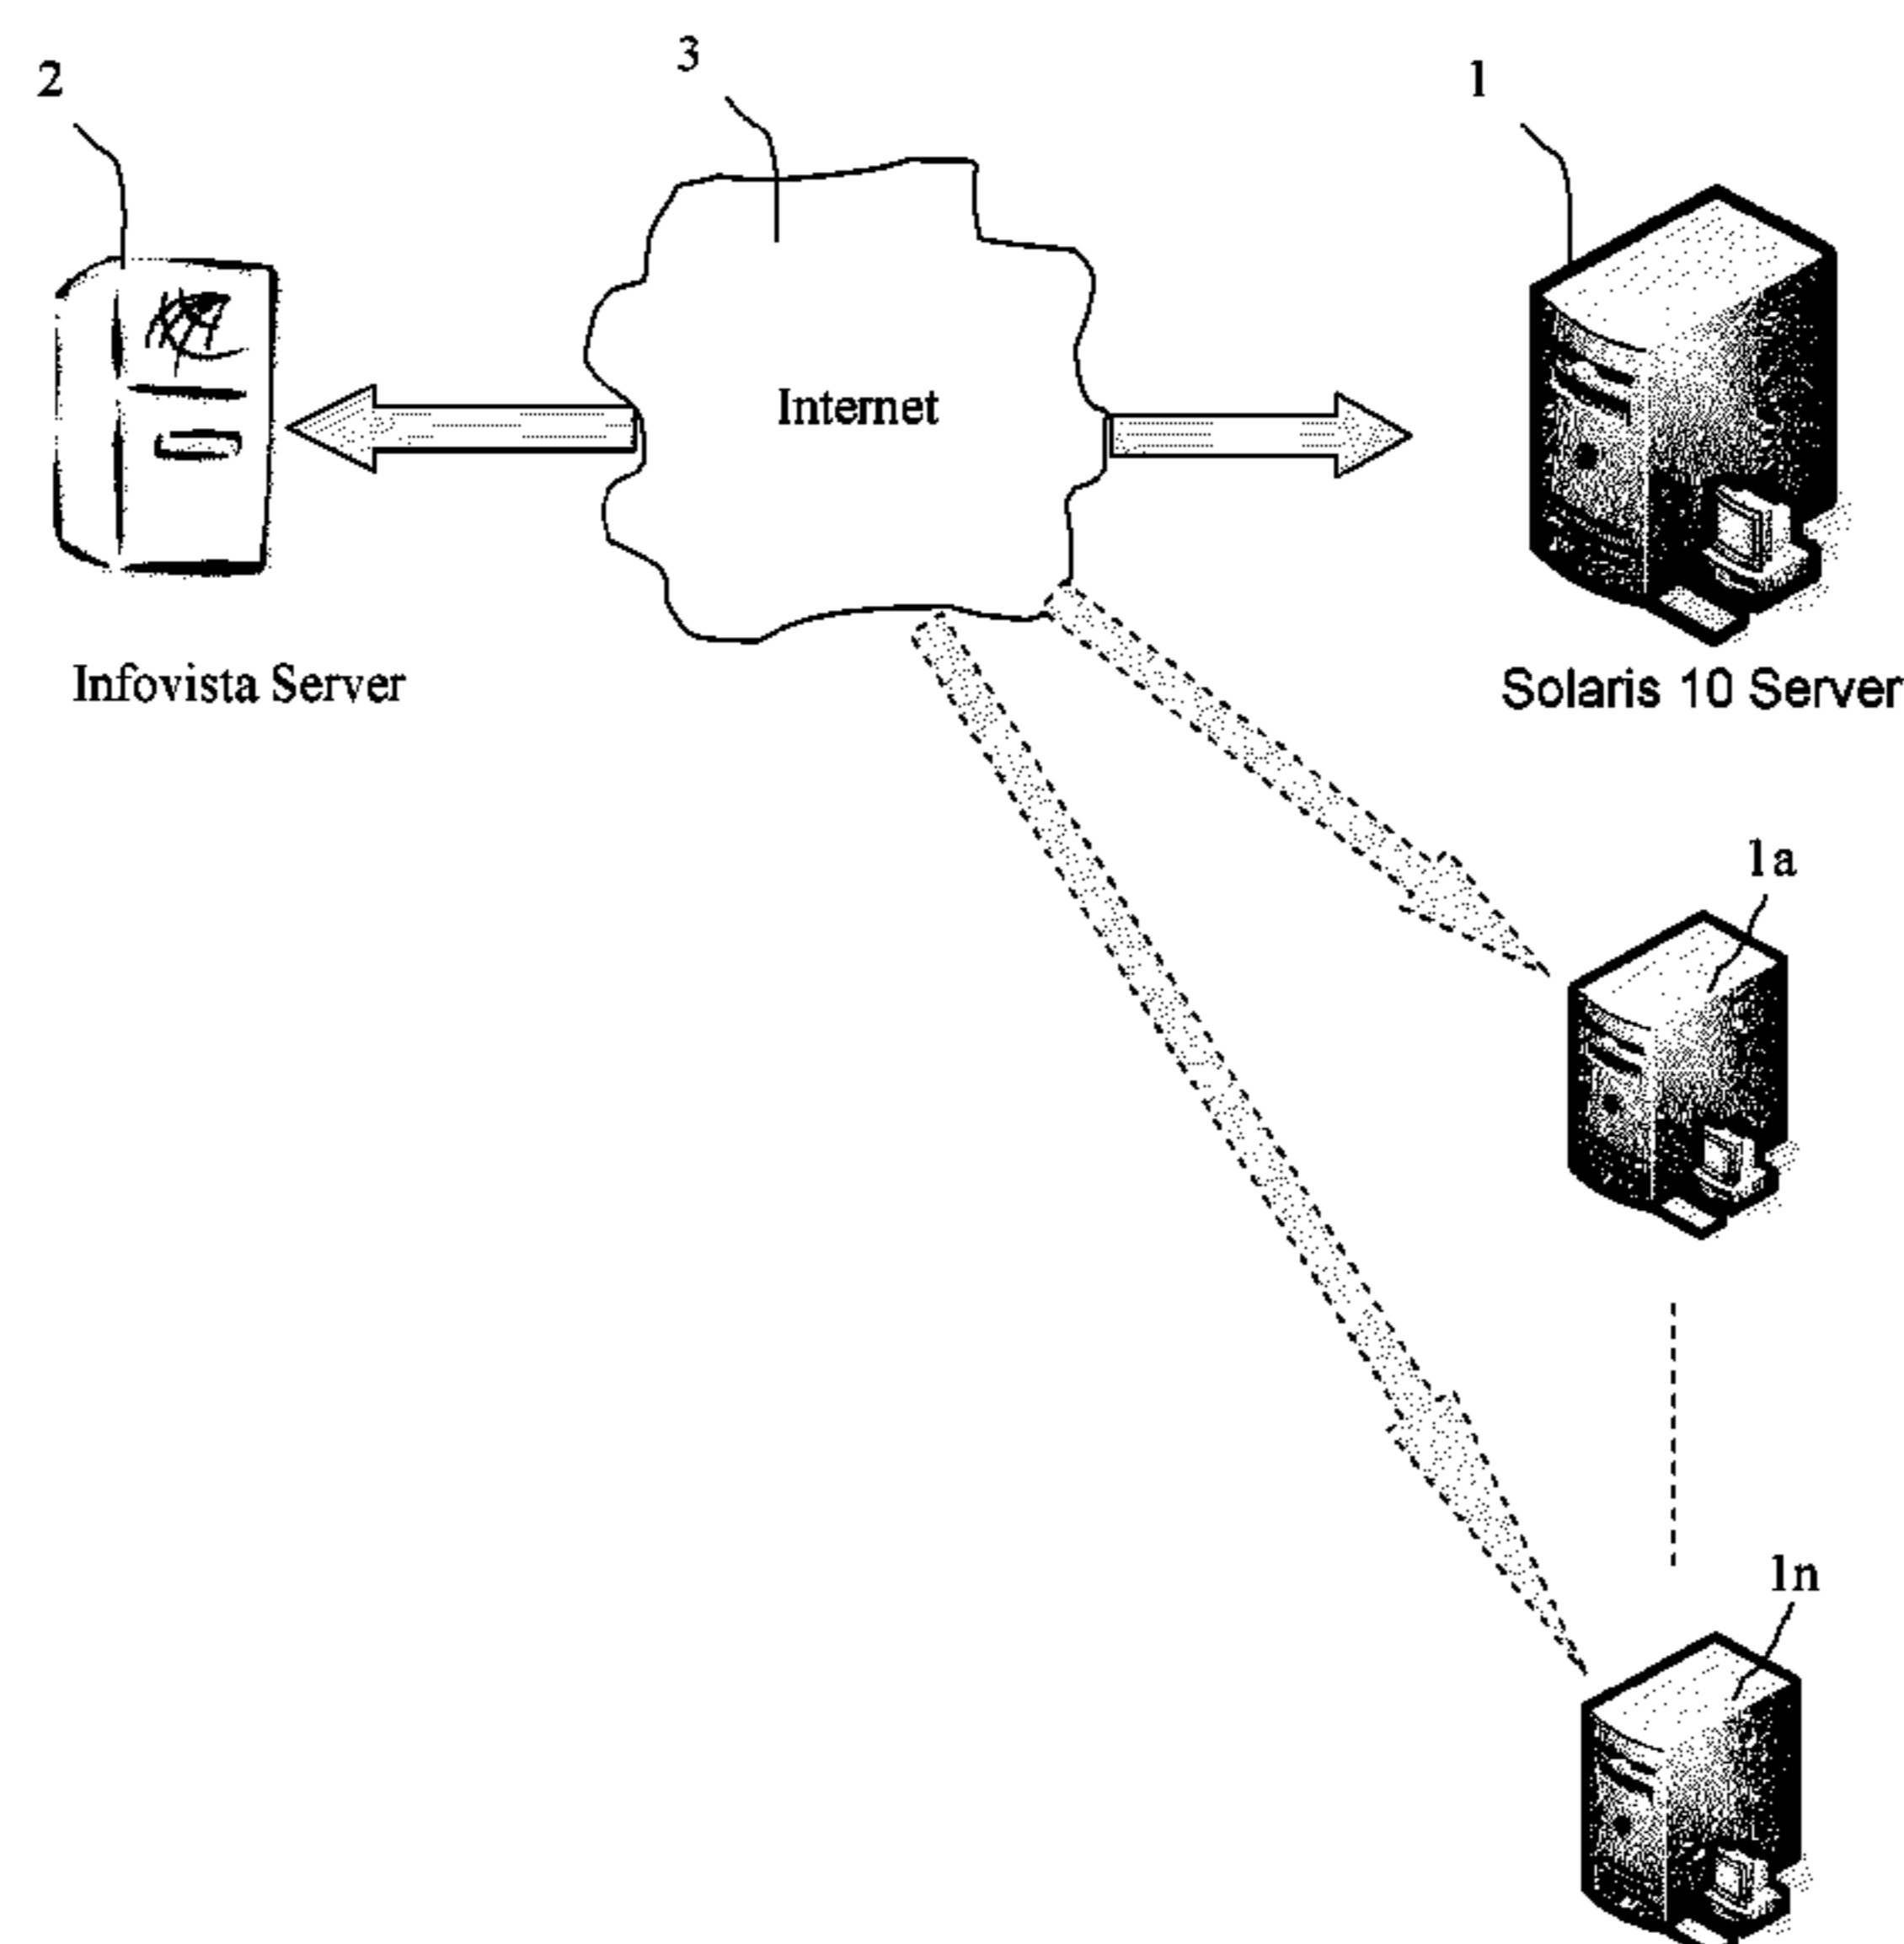 2
3
1
Internet
Infovista Server
Solaris 10 Server
1a
1n